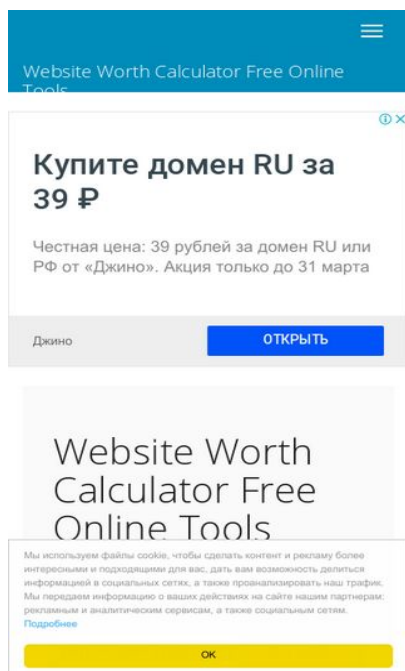 Website Worth Calculator Free Online
Tools
Купите домен RU за
39 ₽
Честная цена: 39 рублей за домен RU или
РФ от «Джино». Акция только до 31 марта
Джино
ОТКРЫТЬ
Website Worth
Calculator Free
Online Tools
Мы используем файлы cookie, чтобы сделать контент и рекламу более
интересными и подходящими для вас, дать вам возможность делиться
информацией в социальных сетях, а также проанализировать наш трафик.
Мы передаем информацию о ваших действиях на сайте нашим партнерам:
рекламным и аналитическим сервисам, а также социальным сетям.
Подробнее
OK